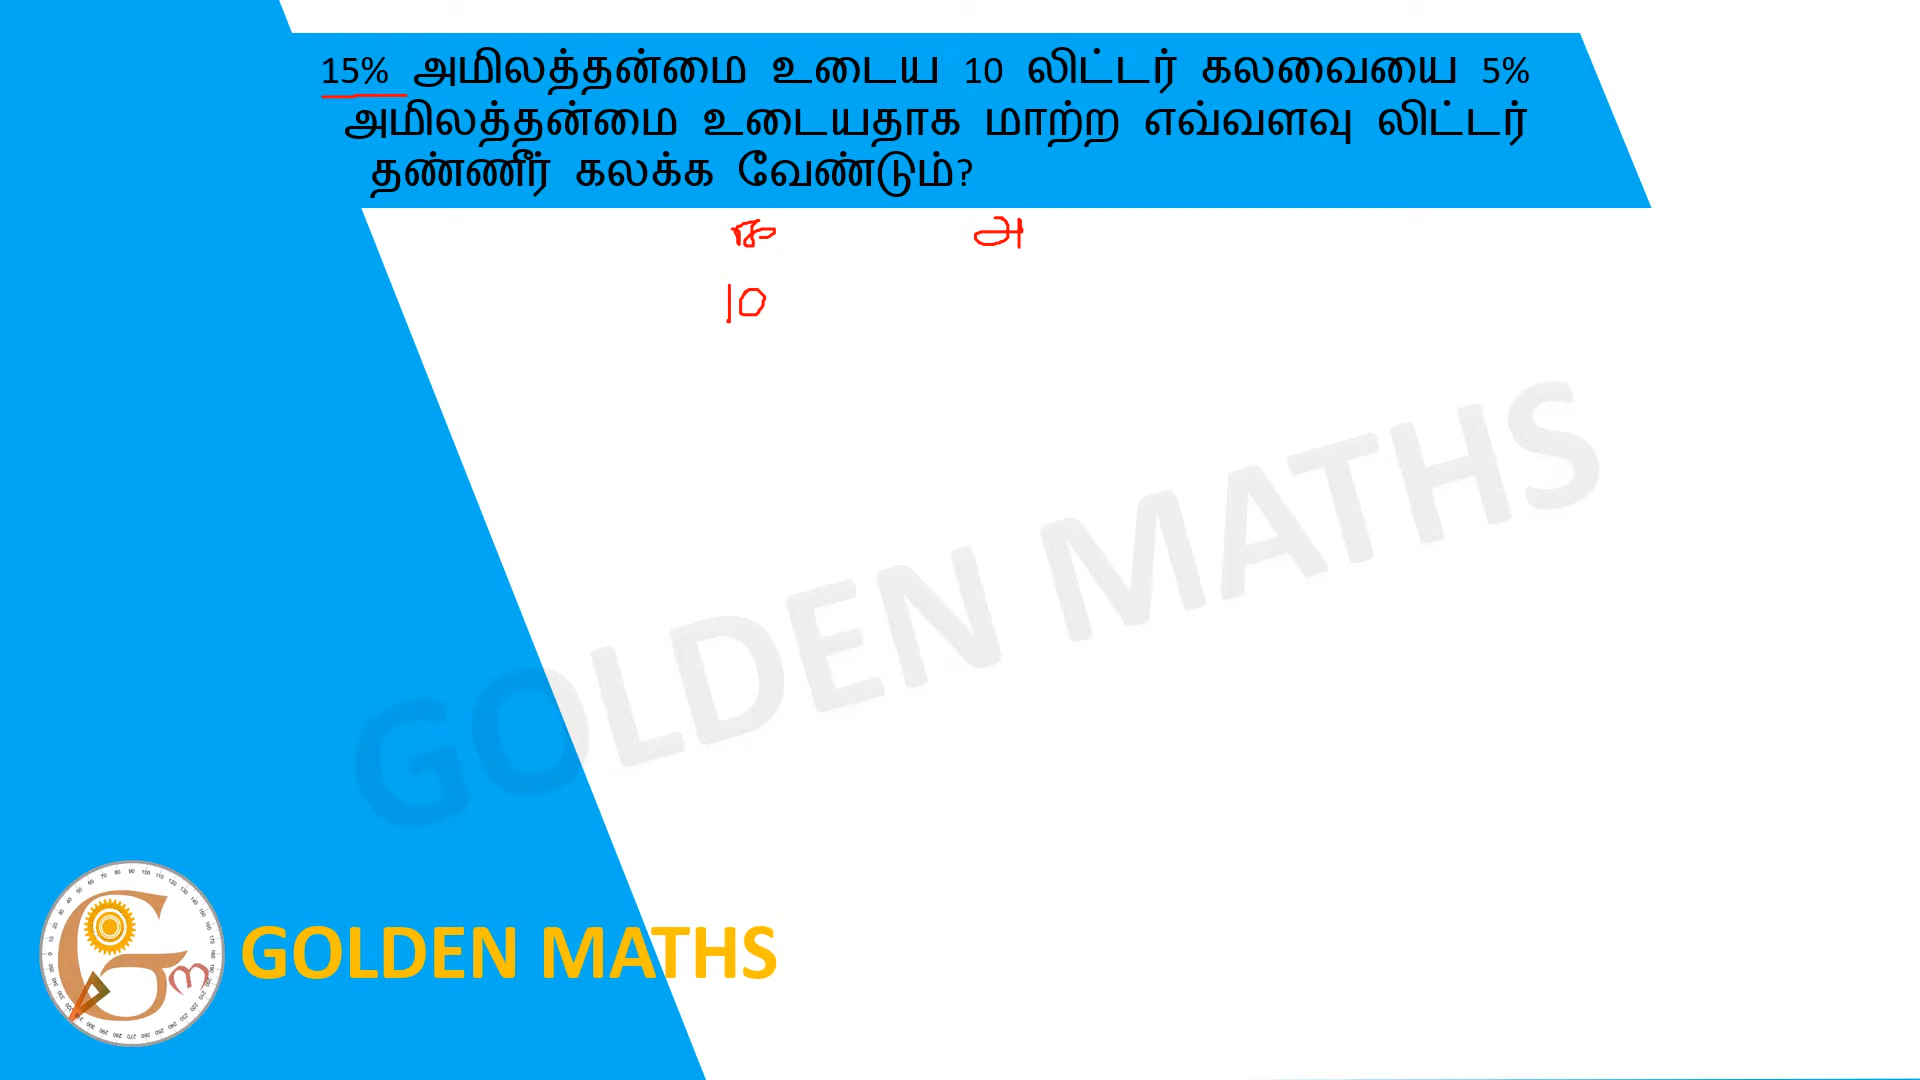 15% அமிலத்தன்மை உடைய 10 லிட்டர் கலவையை 5%
அமிலத்தன்மை உடையதாக மாற்ற எவ்வளவு லிட்டர்
தண்ணீர் கலக்க வேண்டும்?
க அ
10
GOLDEN MATHS
GOLDEN MATHS